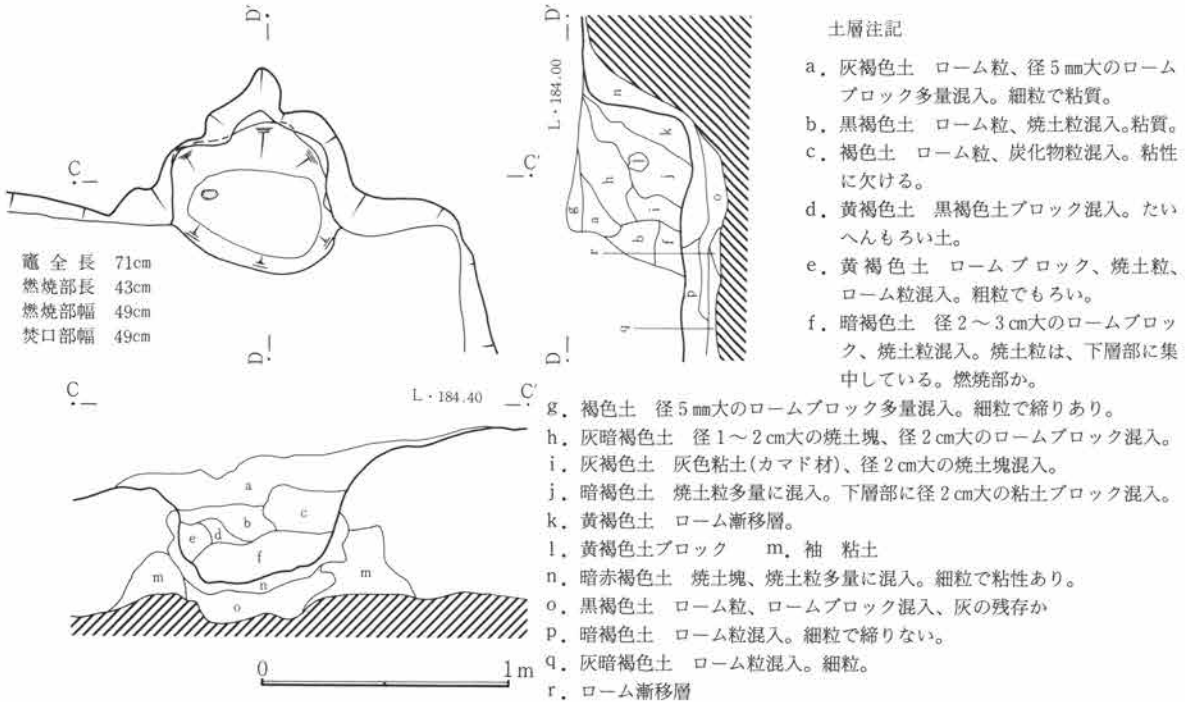 D′
C
C′
D
竈全長 71cm
燃焼部長 43cm
燃焼部幅 49cm
焚口部幅 49cm
D′
L・184.00
n
k
l
j
h
i
o
g
a
b
f
r
p
q
D
C
L・184.40
C′
a
b
c
d
e
f
n
m
m
o
0
1m
土層注記
a. 灰褐色土 ローム粒、径5㎜大のローム
ブロック多量混入。細粒で粘質。
b. 黒褐色土 ローム粒、焼土粒混入。粘質。
c. 褐色土 ローム粒、炭化物粒混入。粘性
に欠ける。
d. 黄褐色土 黒褐色土ブロック混入。たい
へんもろい土。
e. 黄褐色土 ロームブロック、焼土粒、
ローム粒混入。粗粒でもろい。
f. 暗褐色土 径2～3㎝大のロームブロッ
ク、焼土粒混入。焼土粒は、下層部に集
中している。燃焼部か。
g. 褐色土 径5㎜大のロームブロック多量混入。細粒で締りあり。
h. 灰暗褐色土 径1～2㎝大の焼土塊、径2㎝大のロームブロック混入。
i. 灰褐色土 灰色粘土(カマド材)、径2㎝大の焼土塊混入。
j. 暗褐色土 焼土粒多量に混入。下層部に径2㎝大の粘土ブロック混入。
k. 黄褐色土 ローム漸移層。
l. 黄褐色土ブロック m. 袖 粘土
n. 暗赤褐色土 焼土塊、焼土粒多量に混入。細粒で粘性あり。
o. 黒褐色土 ローム粒、ロームブロック混入、灰の残存か
p. 暗褐色土 ローム粒混入。細粒で締りない。
q. 灰暗褐色土 ローム粒混入。細粒。
r. ローム漸移層